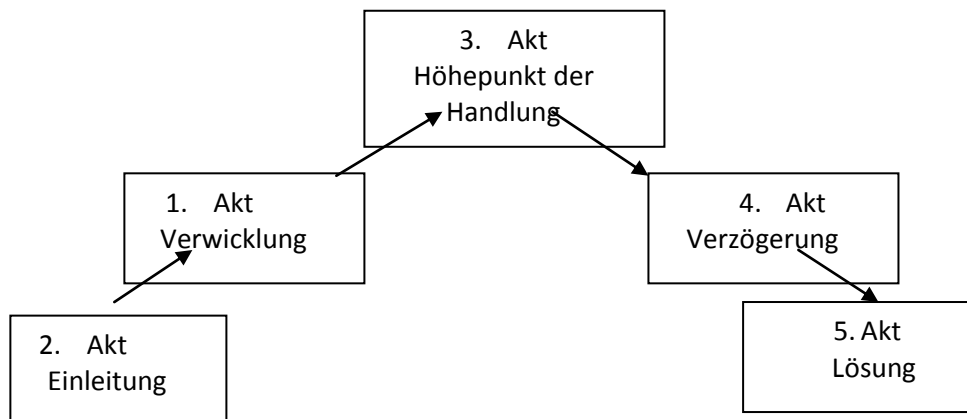 3. Akt
Höhepunkt der
Handlung
1. Akt
Verwicklung
4. Akt
Verzögerung
2. Akt
Einleitung
5. Akt
Lösung